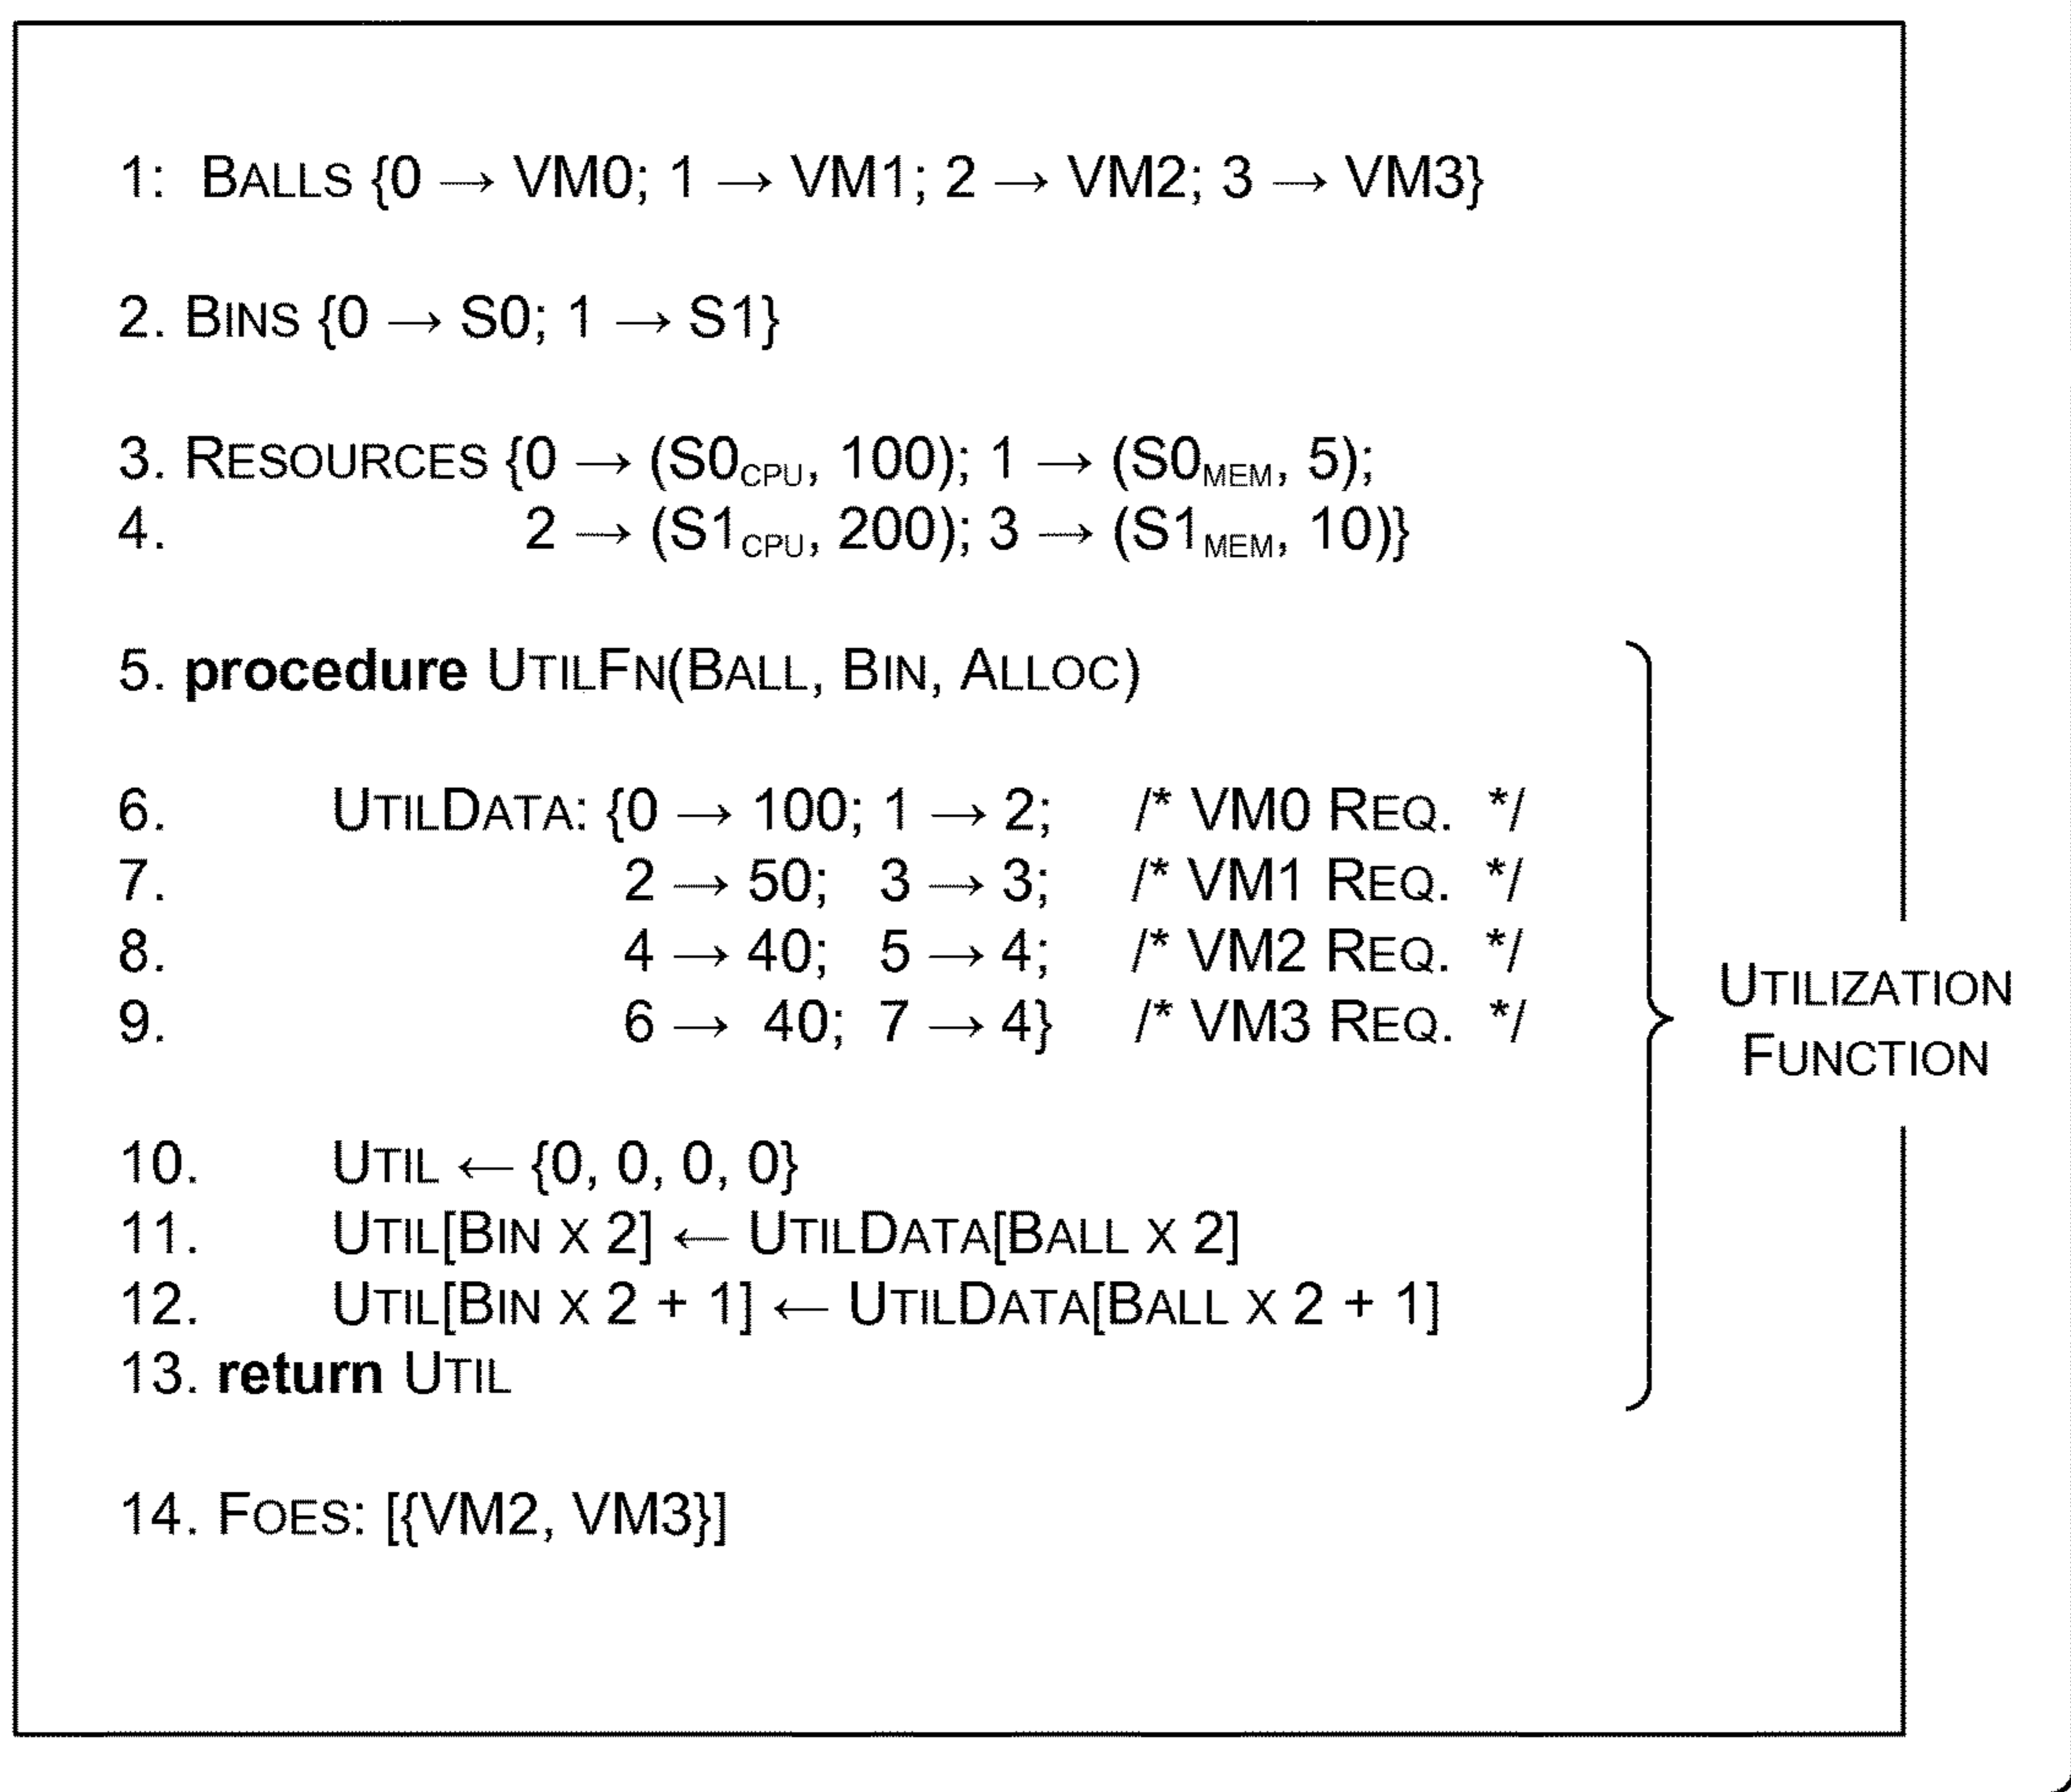 1: BALLS {0 → VM0; 1 → VM1; 2 → VM2; 3 → VM3}
2. BINS {0 → S0; 1 → S1}
3. RESOURCES {0 → (S0CPU, 100); 1 → (S0MEM, 5);
4. 2 → (S1CPU, 200); 3 → (S1MEM, 10)}
5. procedure UTILFN(BALL, BIN, ALLOC)
6. UTILDATA: {0 → 100; 1 → 2; /* VM0 REQ. */
7. 2 → 50; 3 → 3; /* VM1 REQ. */
8. 4 → 40; 5 → 4; /* VM2 REQ. */
9. 6 → 40; 7 → 4} /* VM3 REQ. */
10. UTIL ← {0, 0, 0, 0}
11. UTIL[BIN X 2] ← UTILDATA[BALL X 2]
12. UTIL[BIN X 2 + 1] ← UTILDATA[BALL X 2 + 1]
13. return UTIL
14. FOES: [{VM2, VM3}]
UTILIZATION
FUNCTION